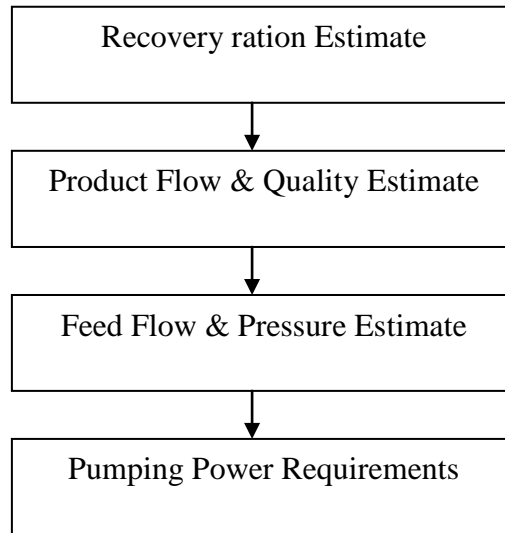 Recovery ration Estimate
Product Flow & Quality Estimate
Feed Flow & Pressure Estimate
Pumping Power Requirements